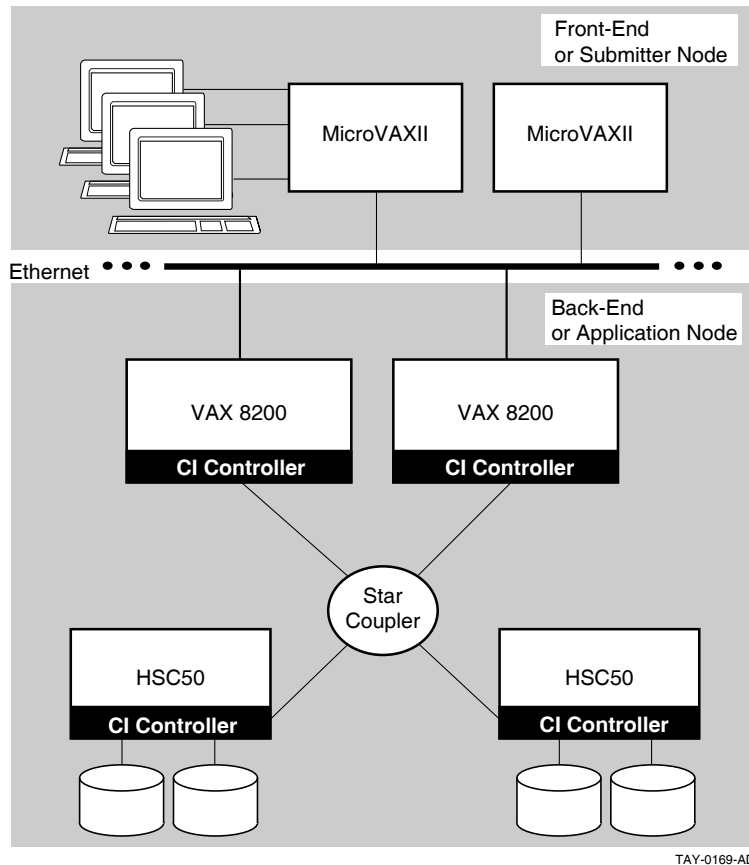 Front-End
or Submitter Node
MicroVAXII
MicroVAXII
Ethernet
Back-End
or Application Node
VAX 8200
VAX 8200
CI Controller
CI Controller
Star
Coupler
HSC50
HSC50
CI Controller
CI Controller